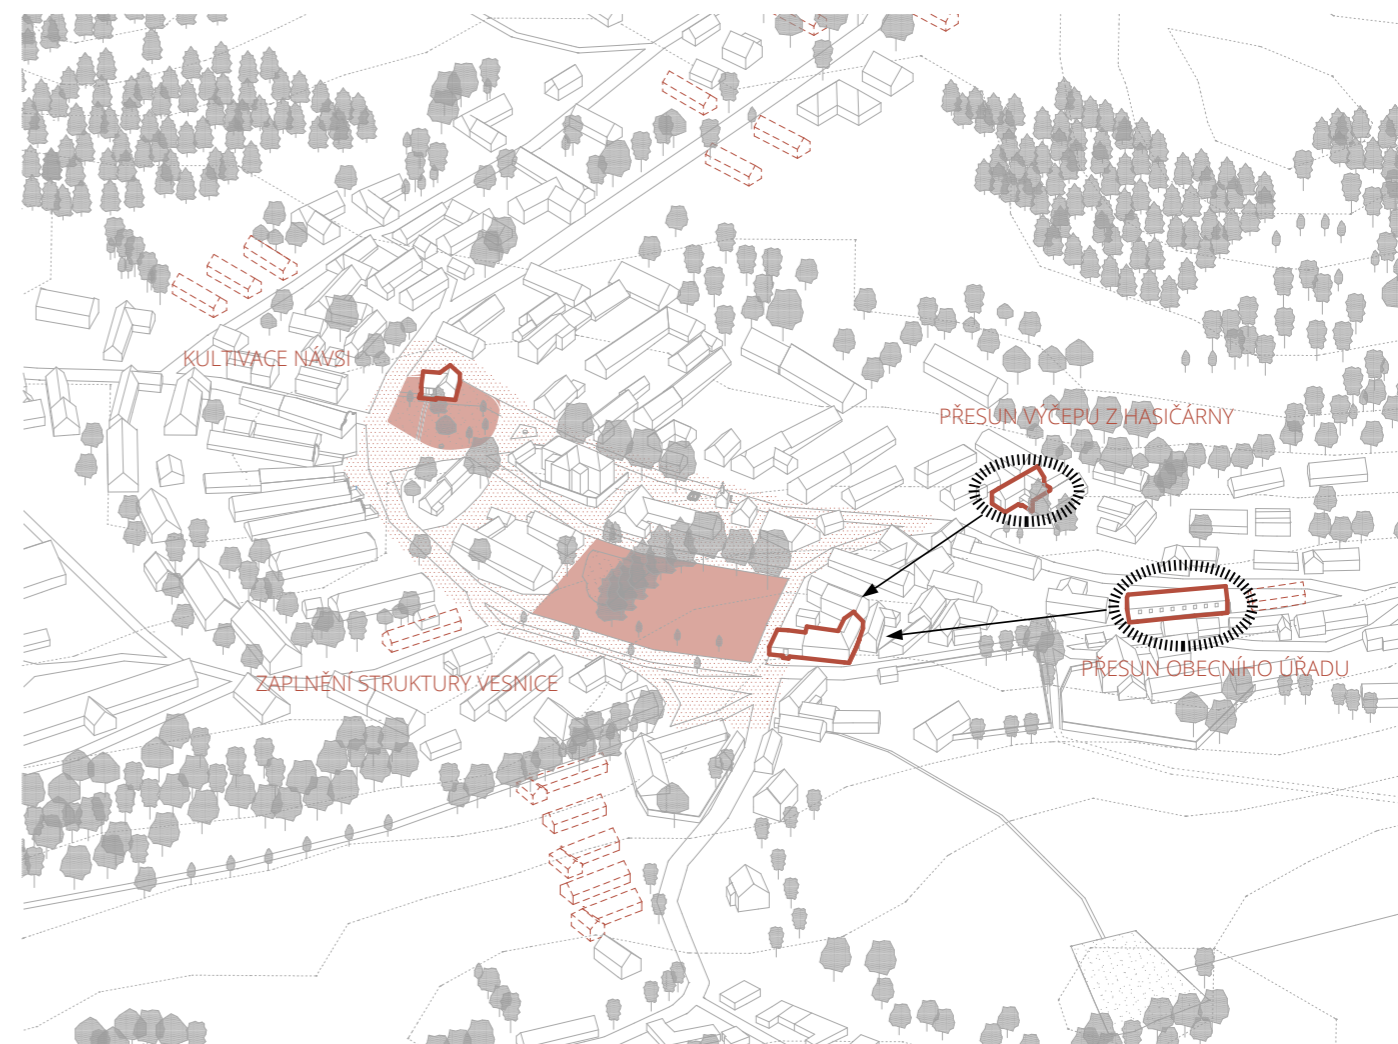 KULTIVACE NÁVSI
PŘESUN VÝČEPU Z HASIČÁRNY
PŘESUN OBECNÍHO ÚŘADU
ZAPLNĚNÍ STRUKTURY VESNICE